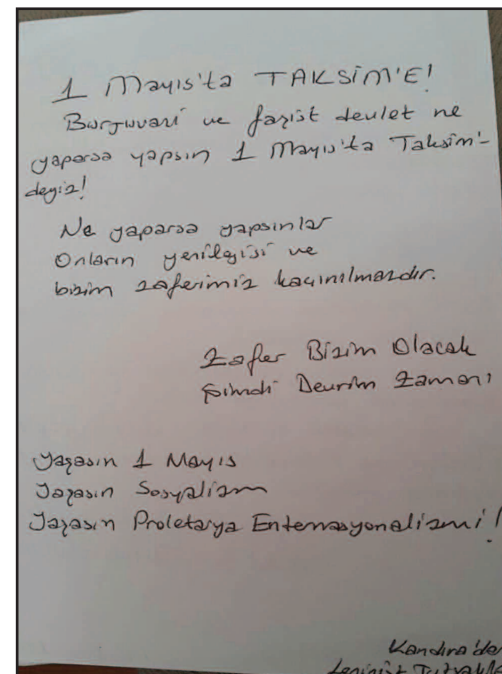 1 Mayıs'ta TAKSİM'E!
Burjuvazi ve faşist devlet ne
yaparsa yapsın 1 Mayıs'ta Taksim'-
deyiz!
Ne yaparsa yapsınlar
Onların yenilgisi ve
bizim zaferimiz kaçınılmazdır.
Zafer Bizim Olacak
Şimdi Devrim Zamanı
Yaşasın 1 Mayıs
Yaşasın Sosyalizm
Yaşasın Proletarya Enternasyonalizmi!
Kandıra'dan
Leninist